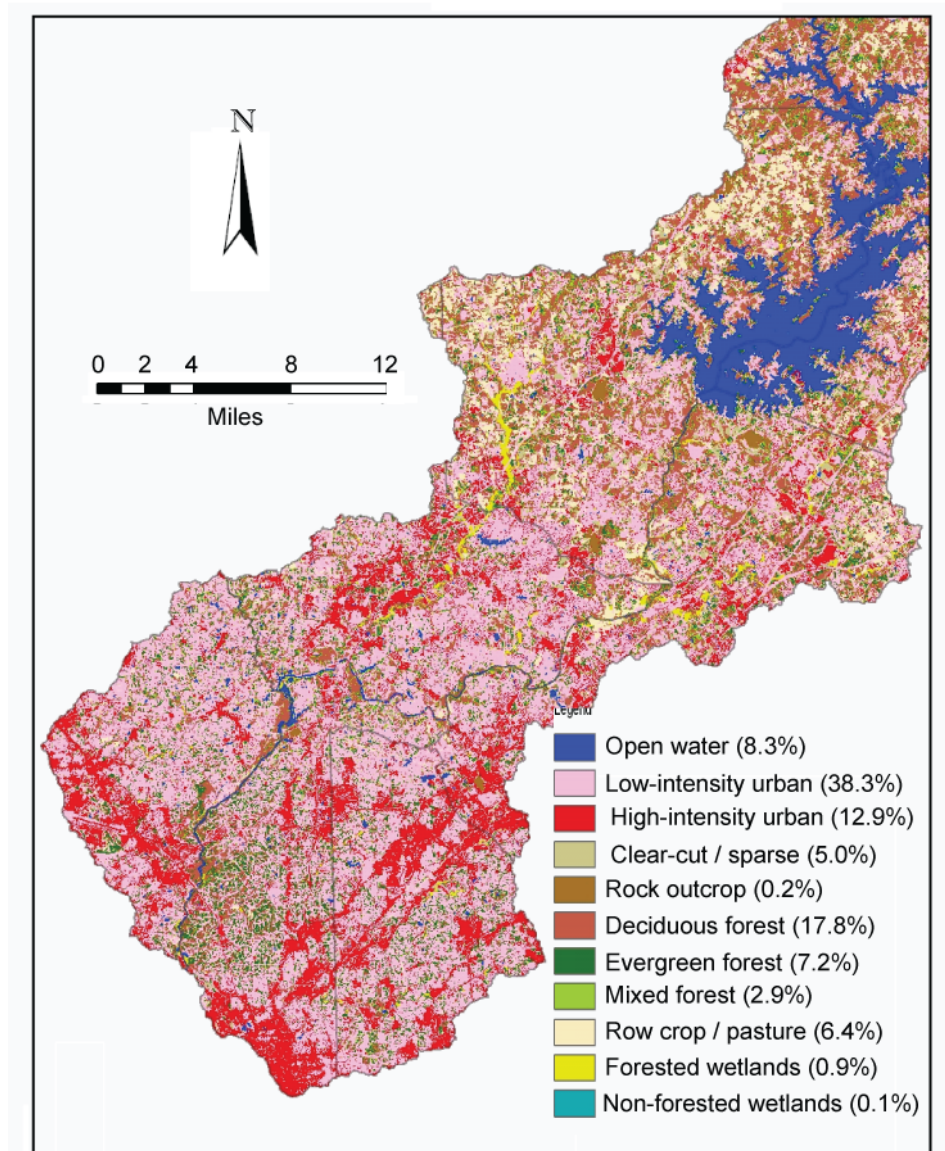 N
0 2 4 8 12
Miles
Legend
Open water (8.3%)
Low-intensity urban (38.3%)
High-intensity urban (12.9%)
Clear-cut / sparse (5.0%)
Rock outcrop (0.2%)
Deciduous forest (17.8%)
Evergreen forest (7.2%)
Mixed forest (2.9%)
Row crop / pasture (6.4%)
Forested wetlands (0.9%)
Non-forested wetlands (0.1%)